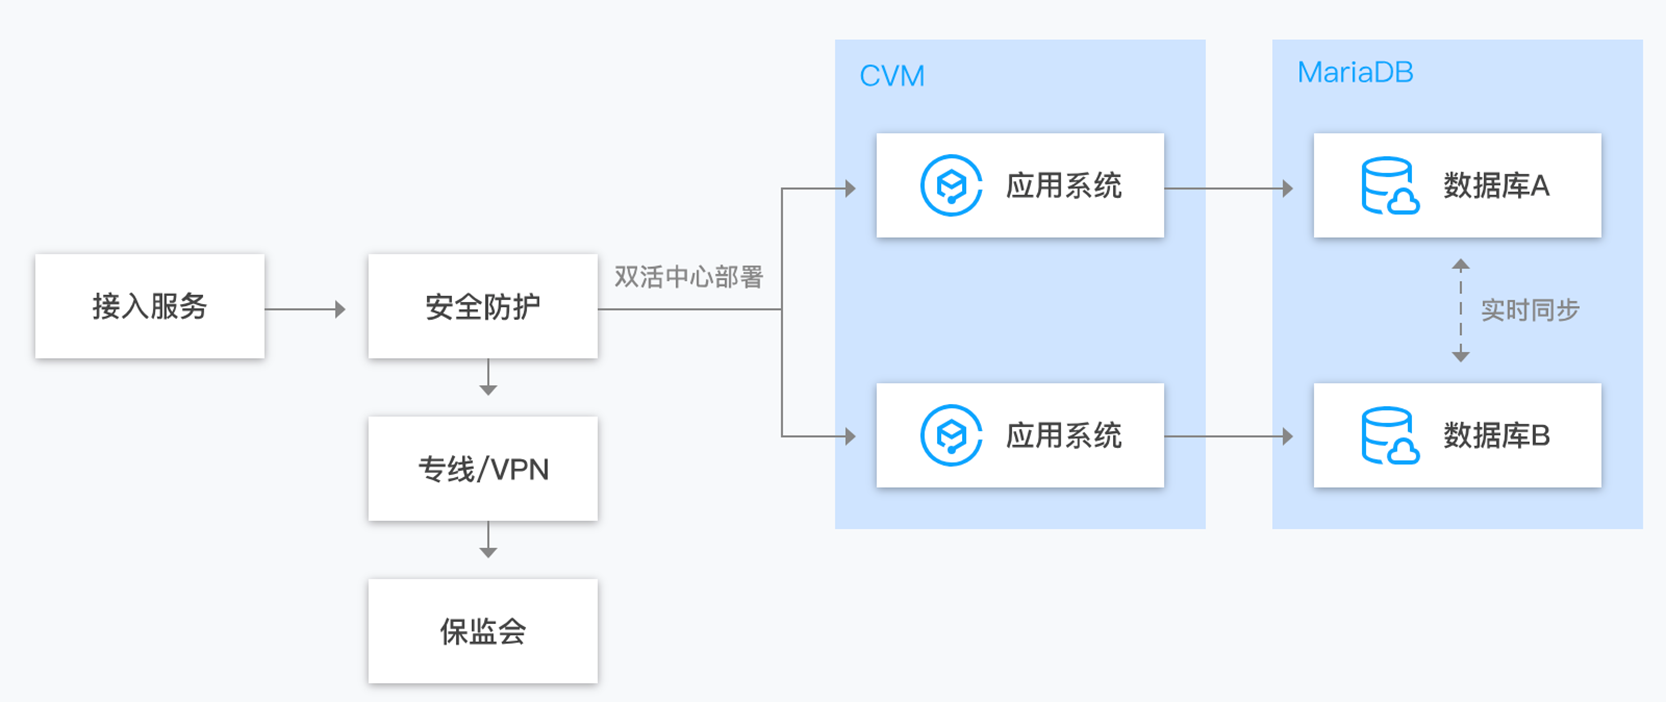 CVM
MariaDB
应用系统
数据库A
接入服务
安全防护
双活中心部署
实时同步
应用系统
数据库B
专线/VPN
保监会